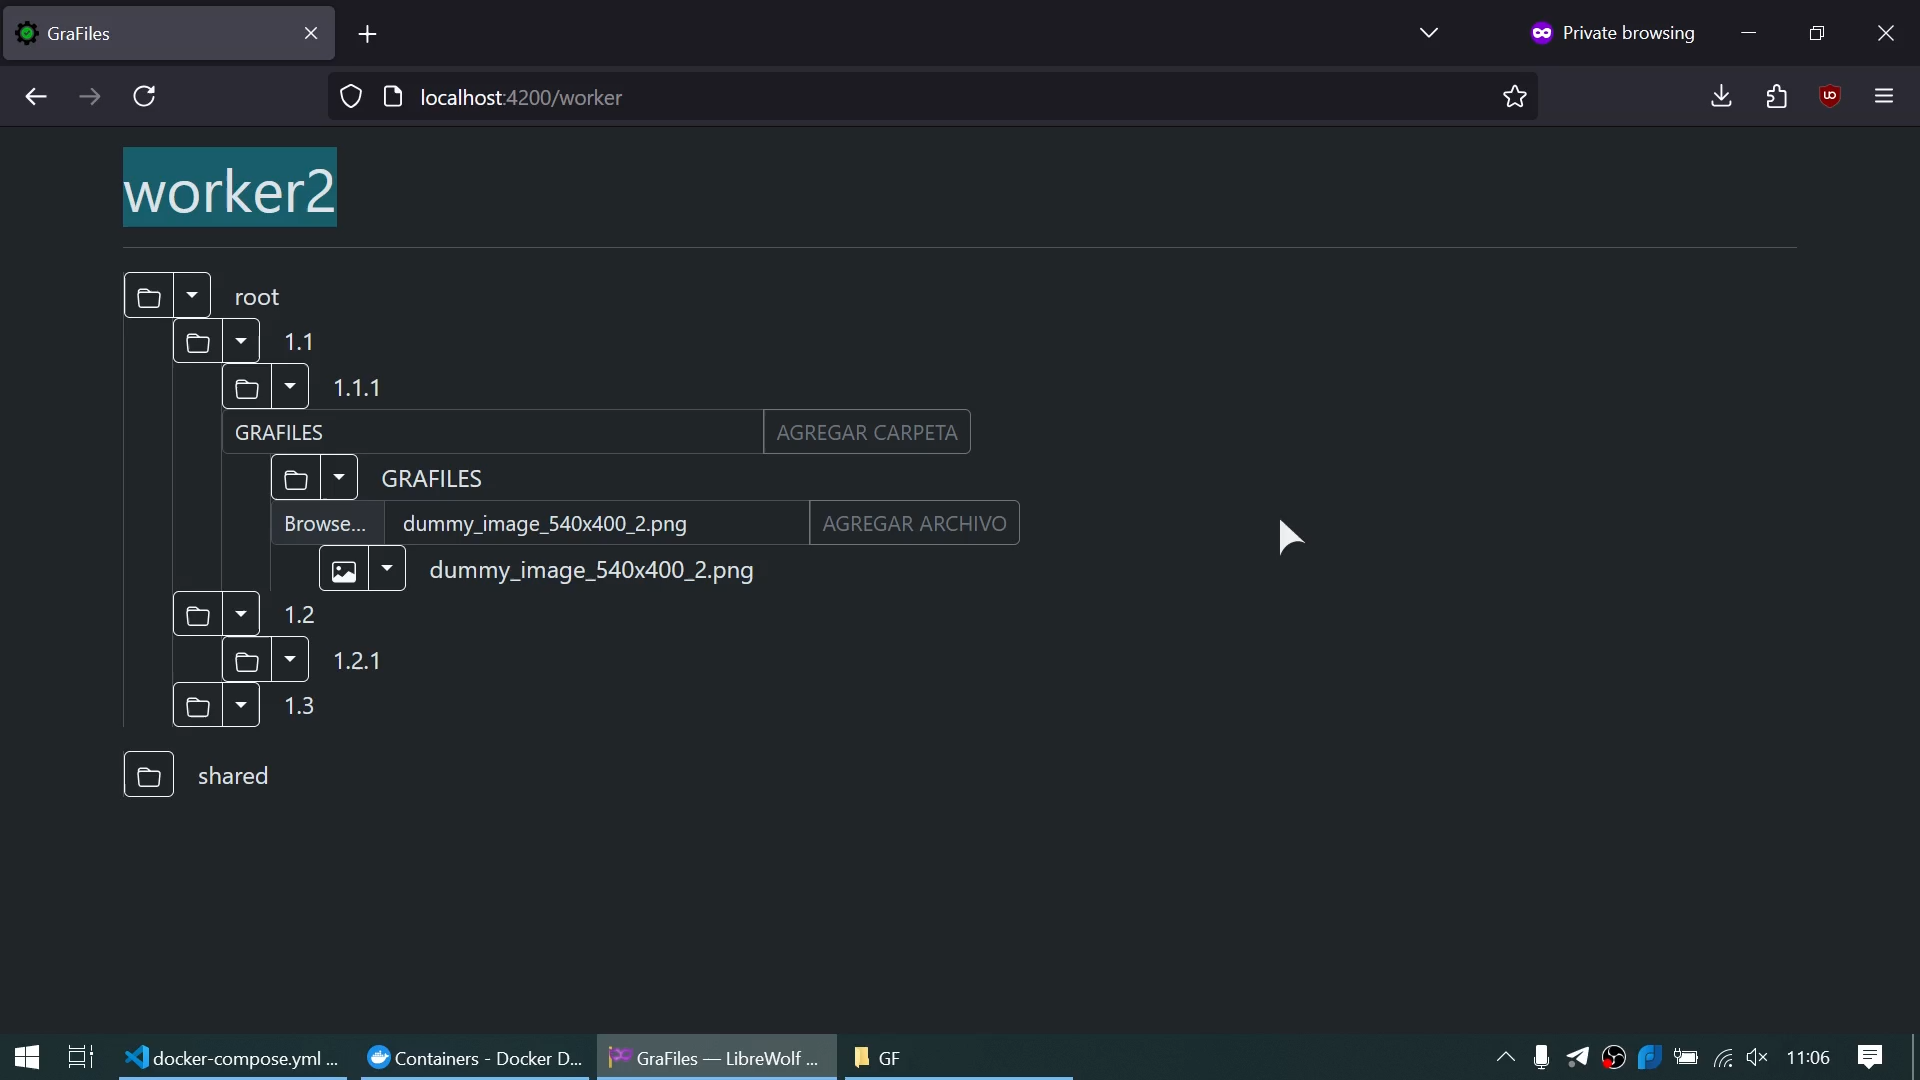 GraFiles
Private browsing
localhost:4200/worker
worker2
root
1.1
1.1.1
GRAFILES AGREGAR CARPETA
GRAFILES
Browse... dummy_image_540x400_2.png AGREGAR ARCHIVO
dummy_image_540x400_2.png
1.2
1.2.1
1.3
shared
docker-compose.yml ... Containers - Docker D... GraFiles — LibreWolf ... GF 11:06